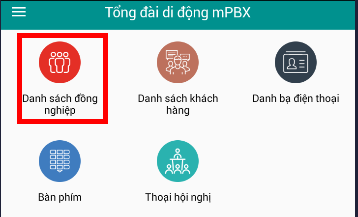 Tổng đài di động mPBX
Danh sách đồng
nghiệp
Danh sách khách
hàng
Danh bạ điện thoại
Bàn phím
Thoại hội nghị